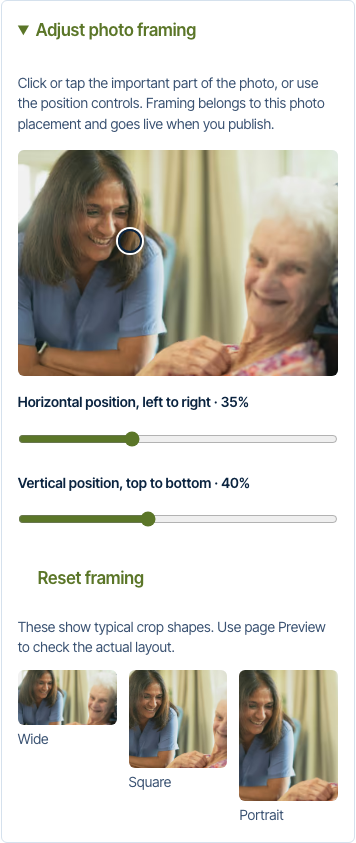 Adjust photo framing
Click or tap the important part of the photo, or use
the position controls. Framing belongs to this photo
placement and goes live when you publish.
Horizontal position, left to right · 35%
Vertical position, top to bottom · 40%
Reset framing
These show typical crop shapes. Use page Preview
to check the actual layout.
Wide
Square
Portrait